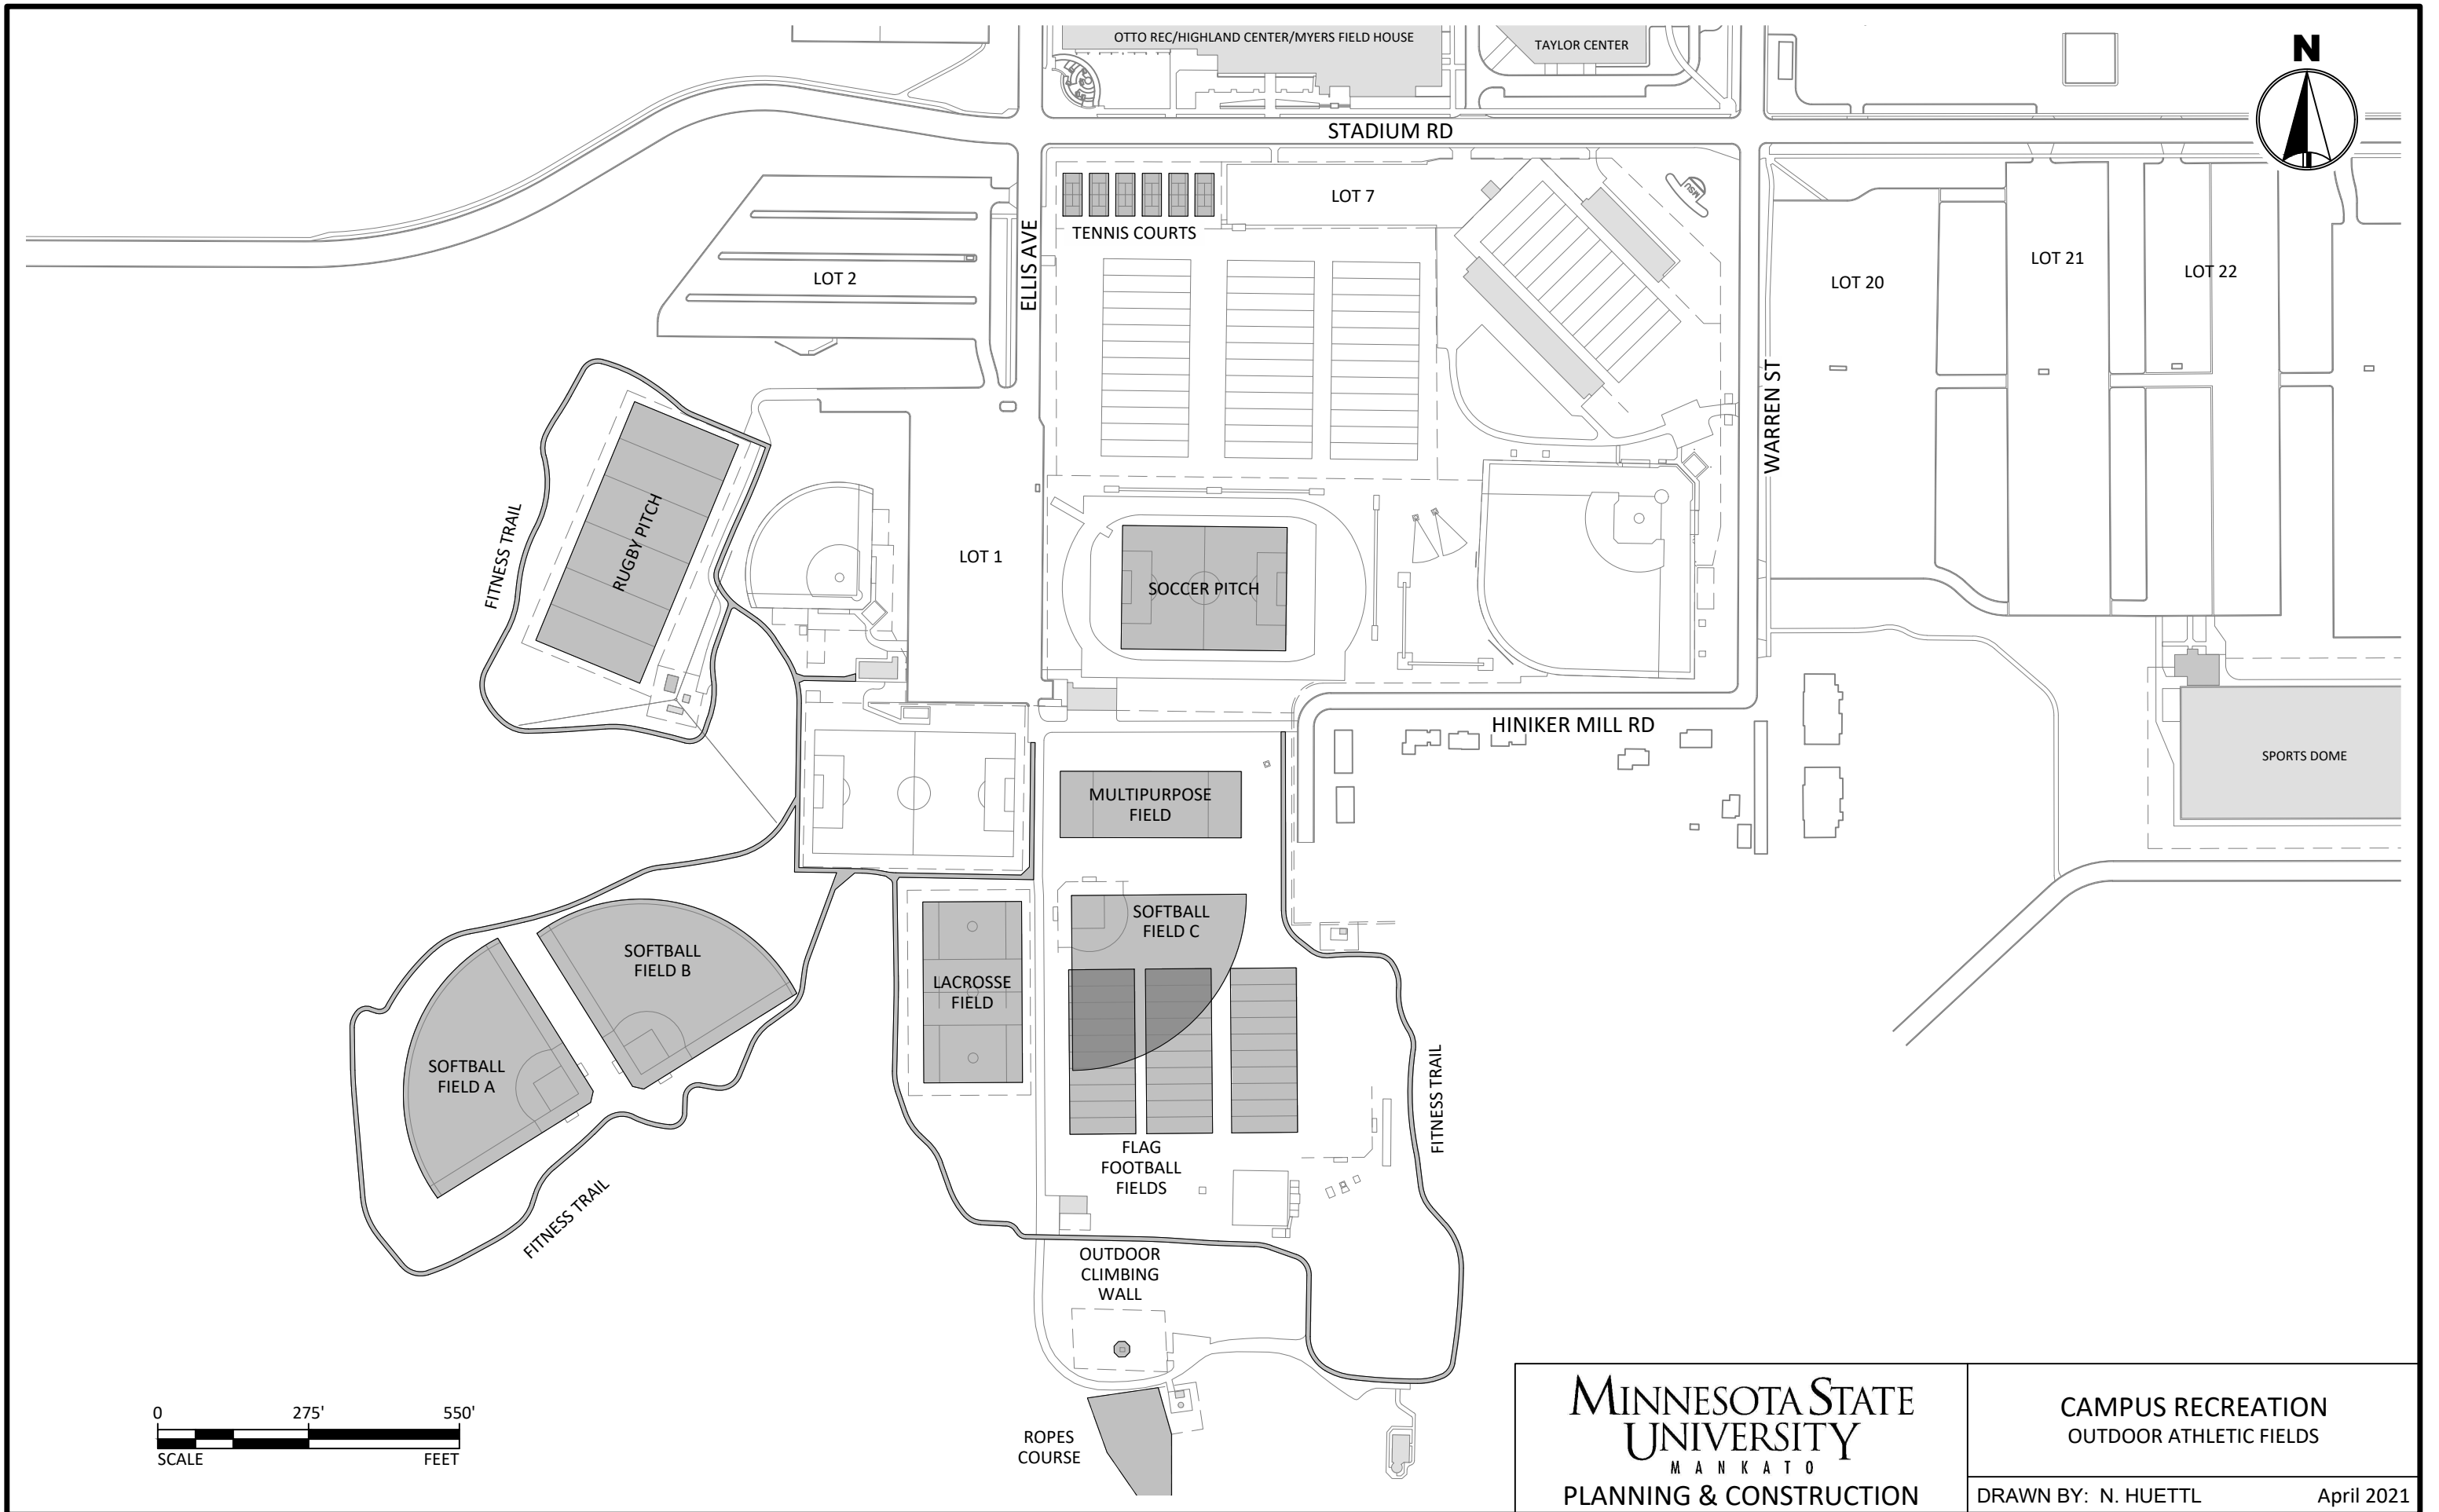 OTTO REC/HIGHLAND CENTER/MYERS FIELD HOUSE
TAYLOR CENTER
N
STADIUM RD
MSU
LOT 7
TENNIS COURTS
ELLIS AVE
LOT 2
LOT 20
LOT 21
LOT 22
WARREN ST
RUGBY PITCH
FITNESS TRAIL
LOT 1
SOCCER PITCH
HINIKER MILL RD
SPORTS DOME
MULTIPURPOSE
FIELD
SOFTBALL
FIELD C
SOFTBALL
FIELD B
LACROSSE
FIELD
SOFTBALL
FIELD A
FITNESS TRAIL
FLAG
FOOTBALL
FIELDS
FITNESS TRAIL
OUTDOOR
CLIMBING
WALL
ROPES
COURSE
0 275' 550'
SCALE FEET
MINNESOTA STATE
UNIVERSITY
MANKATO
PLANNING & CONSTRUCTION
CAMPUS RECREATION
OUTDOOR ATHLETIC FIELDS
DRAWN BY: N. HUETTL April 2021